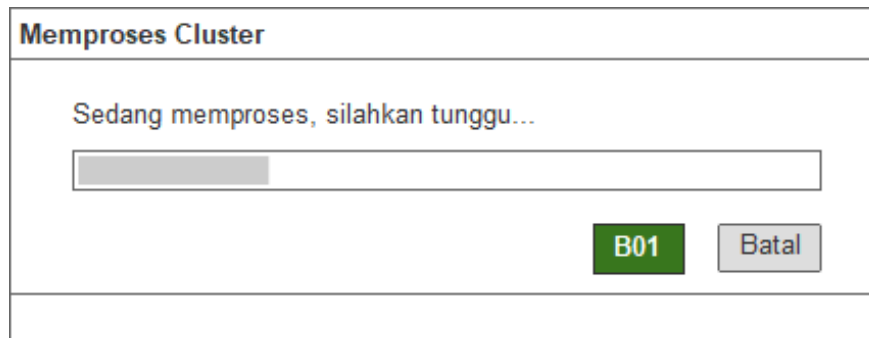 Memproses Cluster
Sedang memproses, silahkan tunggu...
B01 Batal